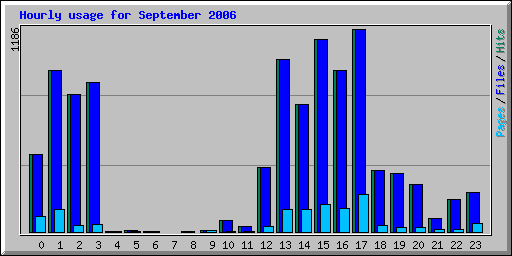 Hourly usage for September 2006
1186
Pages/Files/Hits
0 1 2 3 4 5 6 7 8 9 10 11 12 13 14 15 16 17 18 19 20 21 22 23